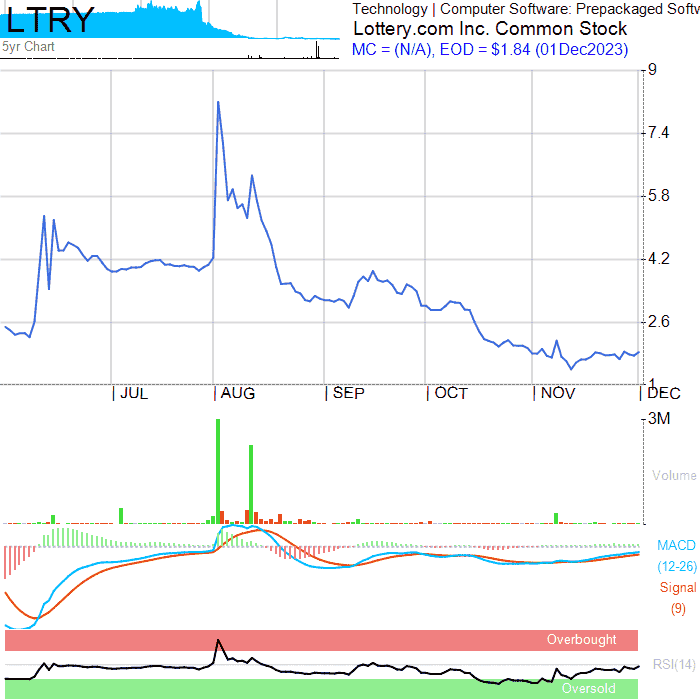 LTRY
5yr Chart
Technology | Computer Software: Prepackaged Softw
Lottery.com Inc. Common Stock
MC = (N/A), EOD = $1.84 (01Dec2023)
9
7.4
5.8
4.2
2.6
1
JUL AUG SEP OCT NOV DEC
3M
Volume
MACD
(12-26)
Signal
(9)
Overbought
RSI(14)
Oversold